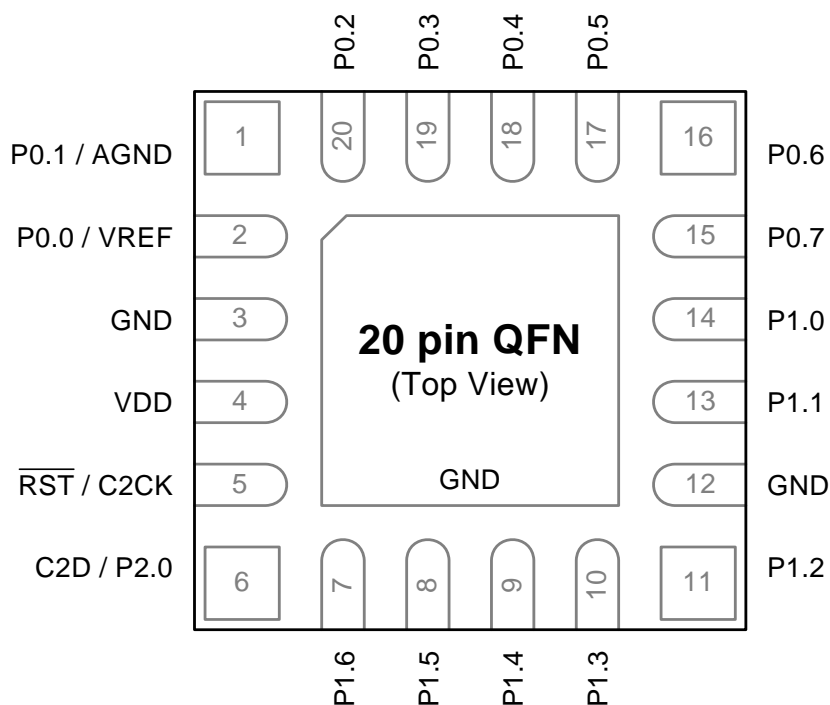 P0.2
P0.3
P0.4
P0.5
20
19
18
17
1
16
P0.1 / AGND
P0.6
P0.0 / VREF
2
15
P0.7
GND
3
14
P1.0
20 pin QFN
(Top View)
VDD
4
13
P1.1
RST / C2CK
5
GND
12
GND
C2D / P2.0
6
11
P1.2
7
8
9
10
P1.6
P1.5
P1.4
P1.3